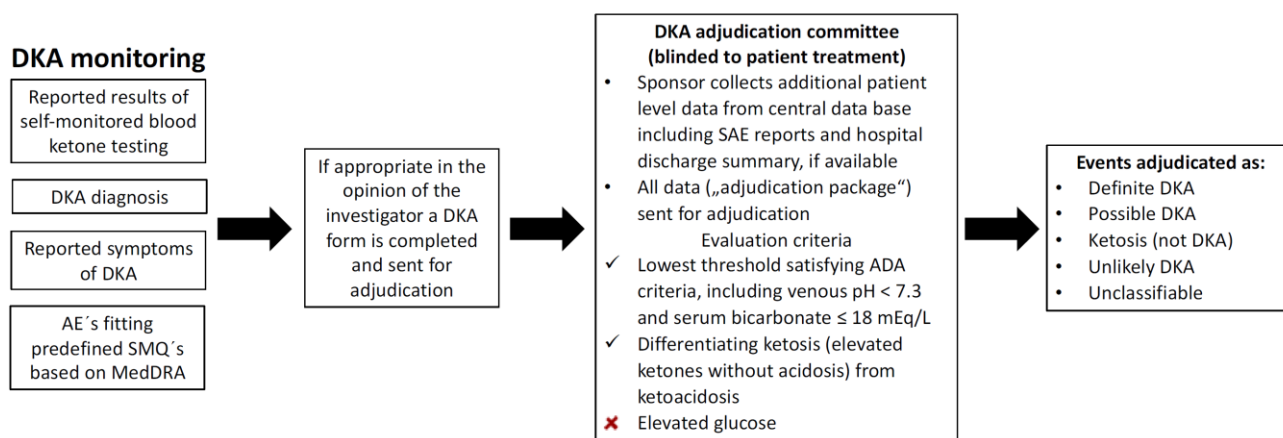 DKA monitoring
Reported results of
self-monitored blood
ketone testing
DKA diagnosis
Reported symptoms
of DKA
AE´s fitting
predefined SMQ´s
based on MedDRA
If appropriate in the
opinion of the
investigator a DKA
form is completed
and sent for
adjudication
DKA adjudication committee
(blinded to patient treatment)
• Sponsor collects additional patient
level data from central data base
including SAE reports and hospital
discharge summary, if available
• All data („adjudication package“)
sent for adjudication
Evaluation criteria
✓ Lowest threshold satisfying ADA
criteria, including venous pH < 7.3
and serum bicarbonate ≤ 18 mEq/L
✓ Differentiating ketosis (elevated
ketones without acidosis) from
ketoacidosis
✘ Elevated glucose
Events adjudicated as:
• Definite DKA
• Possible DKA
• Ketosis (not DKA)
• Unlikely DKA
• Unclassifiable